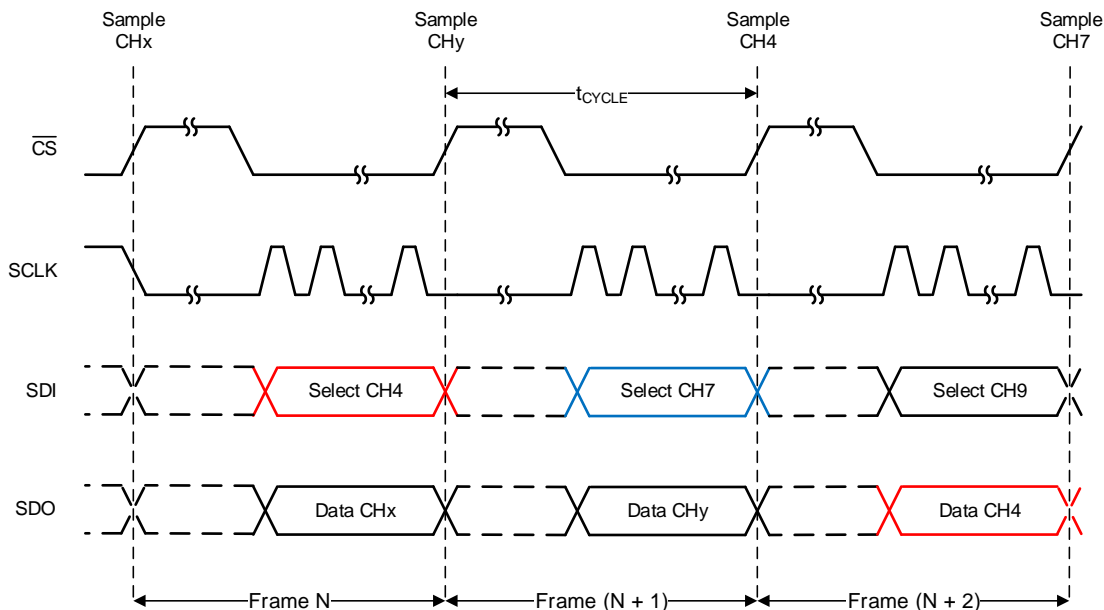 Sample
CHx
Sample
CHy
Sample
CH4
Sample
CH7
tCYCLE
CS
SCLK
SDI
Select CH4
Select CH7
Select CH9
SDO
Data CHx
Data CHy
Data CH4
Frame N
Frame (N + 1)
Frame (N + 2)